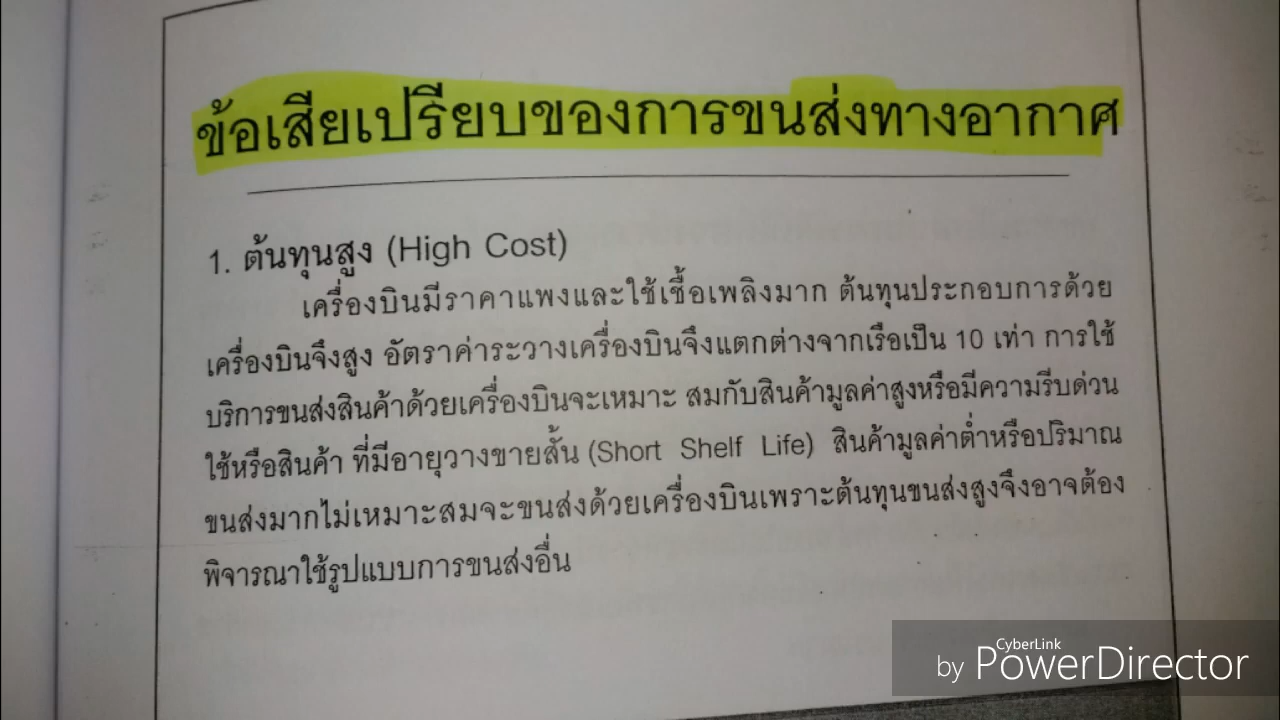 ข้อเสียเปรียบของการขนส่งทางอากาศ
1. ต้นทุนสูง (High Cost)
เครื่องบินมีราคาแพงและใช้เชื้อเพลิงมาก ต้นทุนประกอบการด้วย
เครื่องบินจึงสูง อัตราค่าระวางเครื่องบินจึงแตกต่างจากเรือเป็น 10 เท่า การใช้
บริการขนส่งสินค้าด้วยเครื่องบินจะเหมาะ สมกับสินค้ามูลค่าสูงหรือมีความรีบด่วน
ใช้หรือสินค้า ที่มีอายุวางขายสั้น (Short Shelf Life) สินค้ามูลค่าต่ำหรือปริมาณ
ขนส่งมากไม่เหมาะสมจะขนส่งด้วยเครื่องบินเพราะต้นทุนขนส่งสูงจึงอาจต้อง
พิจารณาใช้รูปแบบการขนส่งอื่น
CyberLink
by PowerDirector